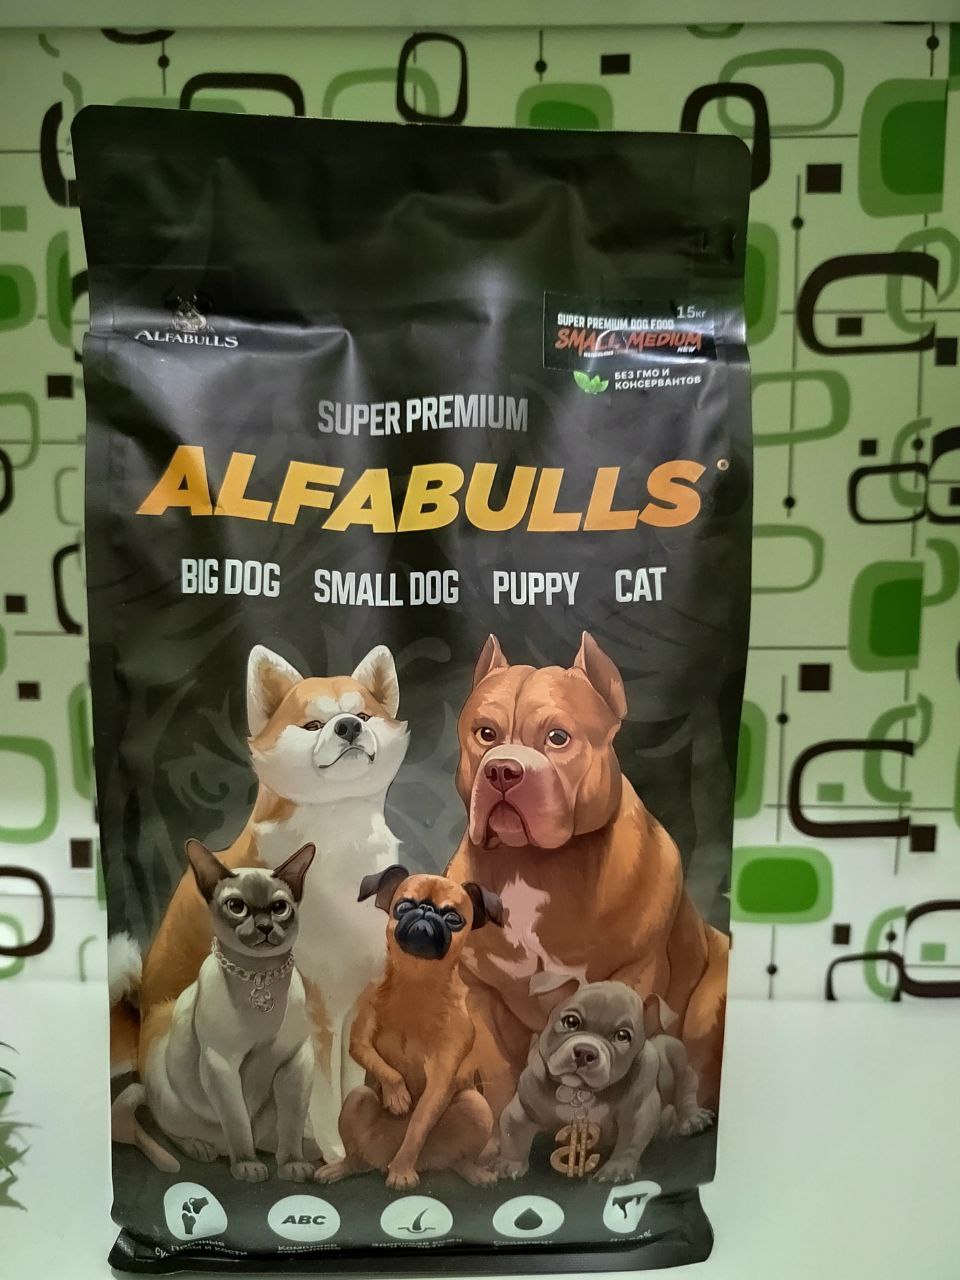 ALFABULLS
1.5кг
SUPER PREMIUM DOG FOOD
SMALL MEDIUM
NEW
БЕЗ ГМО И
КОНСЕРВАНТОВ
SUPER PREMIUM
ALFABULLS®
BIG DOG SMALL DOG PUPPY CAT
ABC
и кости